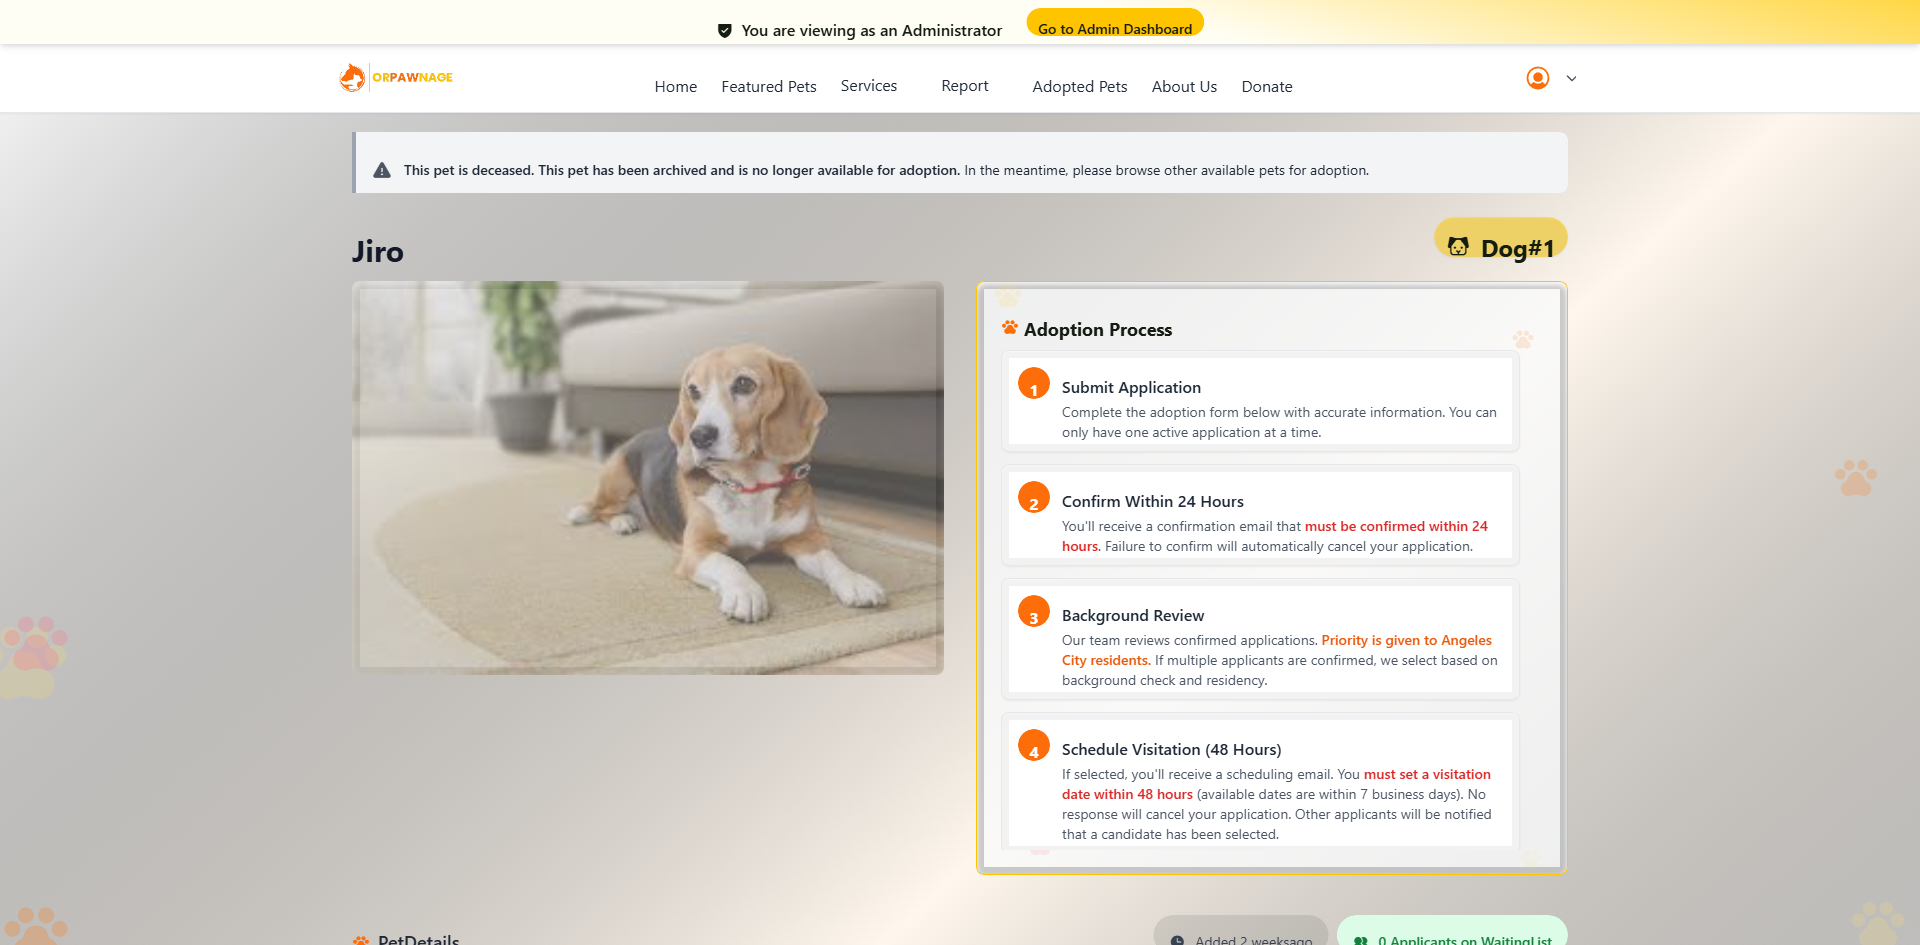 You are viewing as an Administrator
Go to Admin Dashboard
ORPAWNAGE
Home
Featured Pets
Services
Report
Adopted Pets
About Us
Donate
This pet is deceased. This pet has been archived and is no longer available for adoption. In the meantime, please browse other available pets for adoption.
Jiro
Dog#1
Adoption Process
1
Submit Application
Complete the adoption form below with accurate information. You can
only have one active application at a time.
2
Confirm Within 24 Hours
You'll receive a confirmation email that must be confirmed within 24
hours. Failure to confirm will automatically cancel your application.
3
Background Review
Our team reviews confirmed applications. Priority is given to Angeles
City residents. If multiple applicants are confirmed, we select based on
background check and residency.
4
Schedule Visitation (48 Hours)
If selected, you'll receive a scheduling email. You must set a visitation
date within 48 hours (available dates are within 7 business days). No
response will cancel your application. Other applicants will be notified
that a candidate has been selected.
PetDetails
Added 2 weeksago
0 Applicants on WaitingList